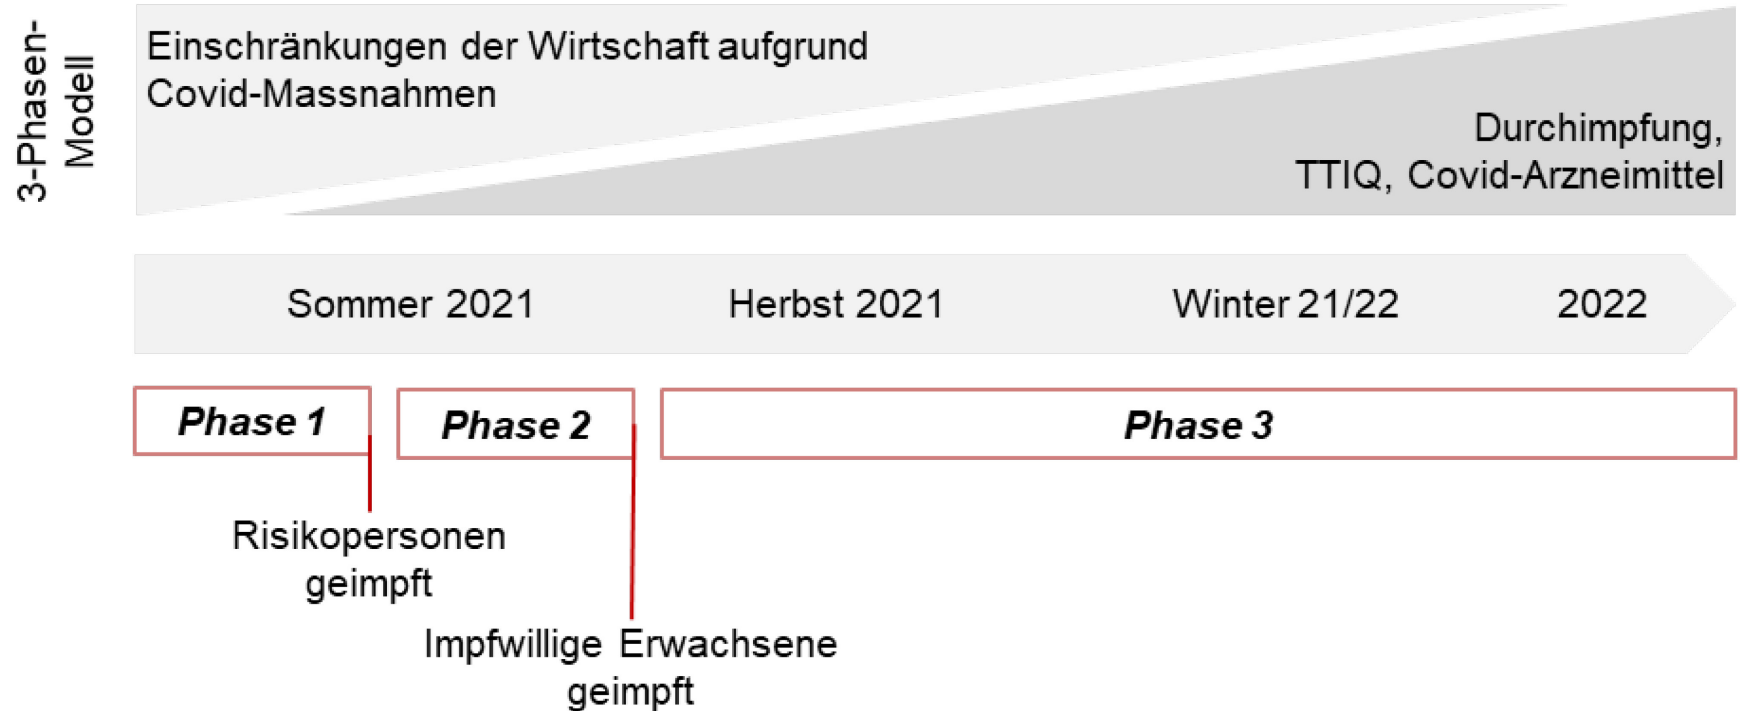 3-Phasen-
Modell
Einschränkungen der Wirtschaft aufgrund
Covid-Massnahmen
Durchimpfung,
TTIQ, Covid-Arzneimittel
Sommer 2021
Herbst 2021
Winter 21/22
2022
Phase 1
Phase 2
Phase 3
Risikopersonen
geimpft
Impfwillige Erwachsene
geimpft